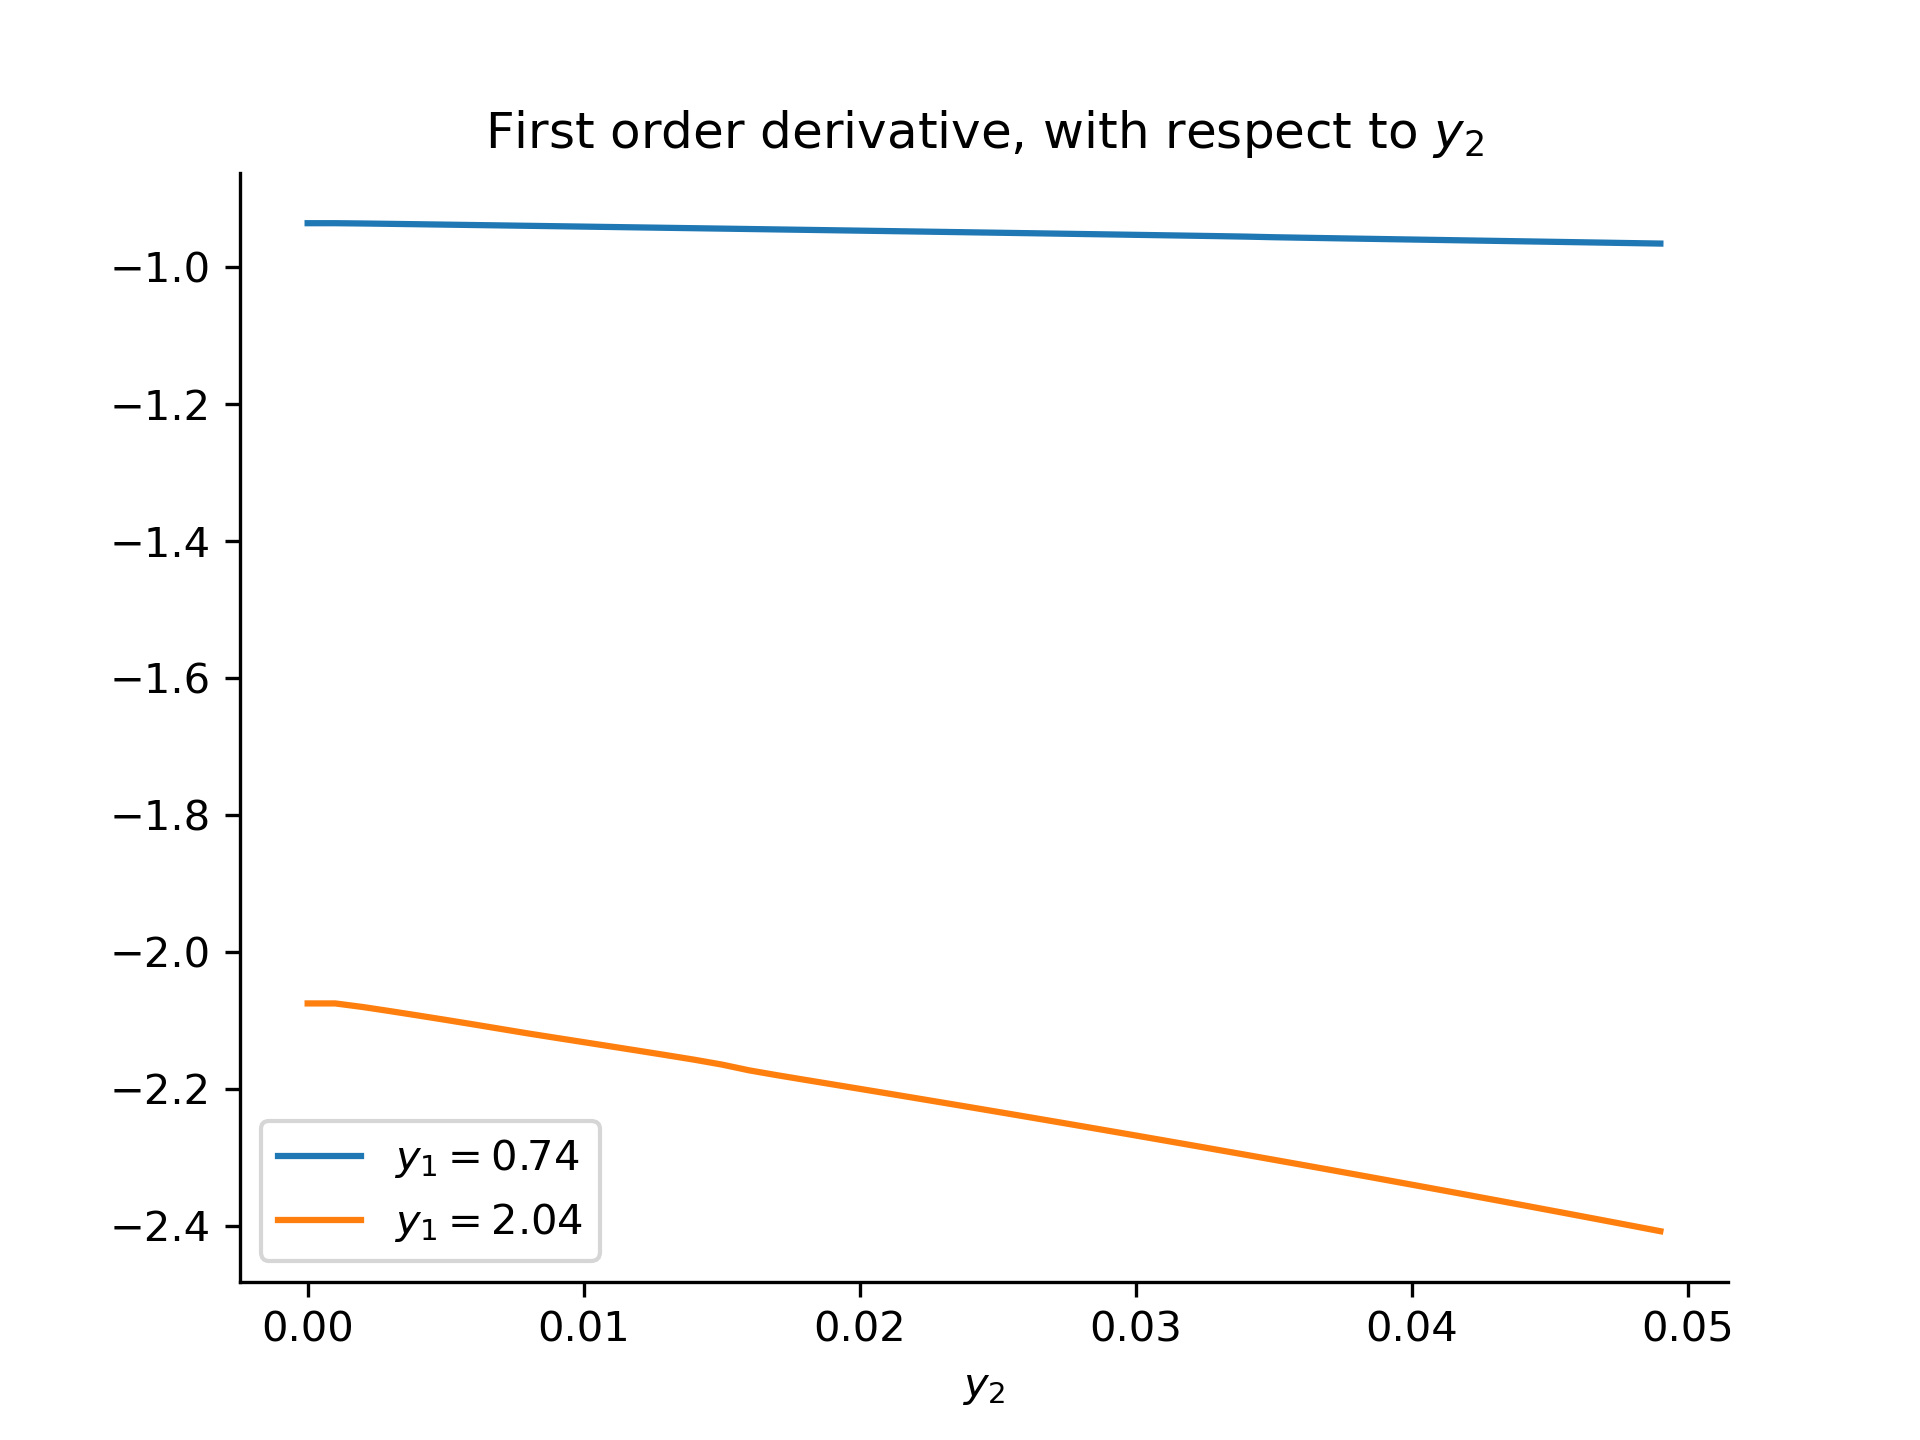 First order derivative, with respect to y₂
−1.0
−1.2
−1.4
−1.6
−1.8
−2.0
−2.2
−2.4
y₁ = 0.74
y₁ = 2.04
0.00 0.01 0.02 0.03 0.04 0.05
y₂